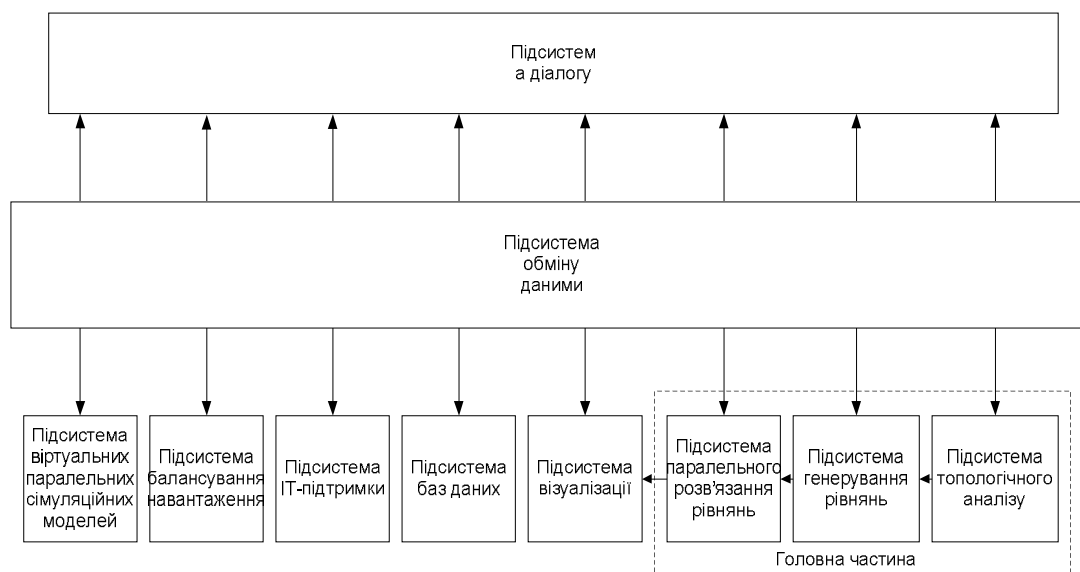 Підсистем
а діалогу
Підсистема
обміну
даними
Підсистема
віртуальних
паралельних
сімуляційних
моделей
Підсистема
балансування
навантаження
Підсистема
ІТ-підтримки
Підсистема
баз даних
Підсистема
візуалізації
Підсистема
паралельного
розв'язання
рівнянь
Підсистема
генерування
рівнянь
Підсистема
топологічного
аналізу
Головна частина